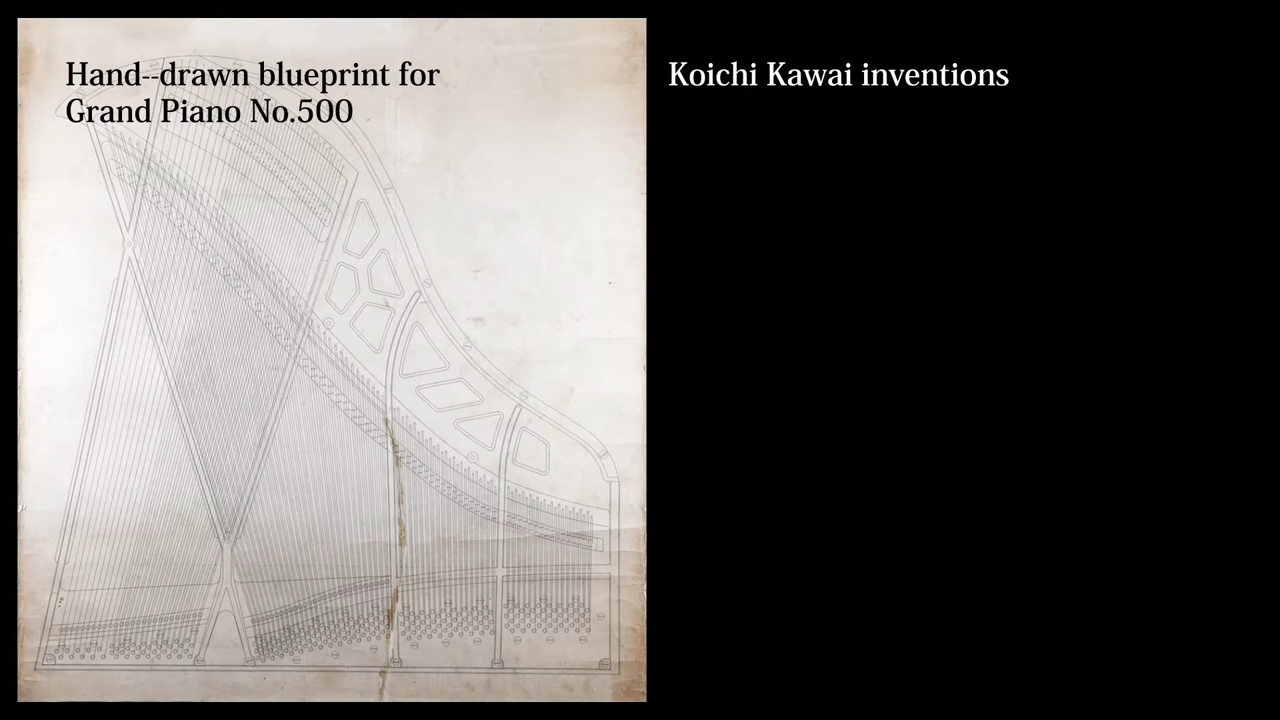 Hand--drawn blueprint for
Grand Piano No.500
Koichi Kawai inventions